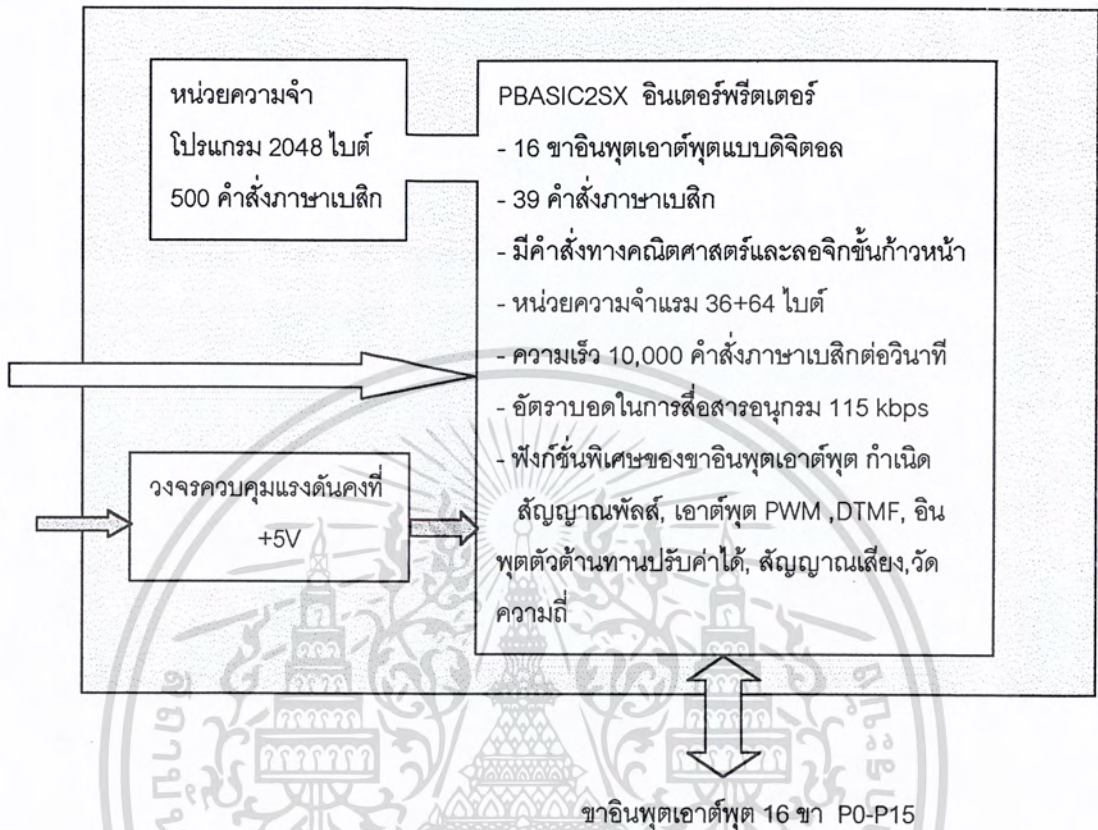 หน่วยความจำ
โปรแกรม 2048 ไบต์
500 คำสั่งภาษาเบสิก
PBASIC2SX อินเตอร์พรีตเตอร์
- 16 ขาอินพุตเอาต์พุตแบบดิจิตอล
- 39 คำสั่งภาษาเบสิก
- มีคำสั่งทางคณิตศาสตร์และลอจิกขั้นก้าวหน้า
- หน่วยความจำแรม 36+64 ไบต์
- ความเร็ว 10,000 คำสั่งภาษาเบสิกต่อวินาที
- อัตราบอดในการสื่อสารอนุกรม 115 kbps
- ฟังก์ชั่นพิเศษของขาอินพุตเอาต์พุต กำเนิด
สัญญาณพัลส์, เอาต์พุต PWM ,DTMF, อิน
พุตตัวต้านทานปรับค่าได้, สัญญาณเสียง,วัด
ความถี่
วงจรควบคุมแรงดันคงที่
+5V
ขาอินพุตเอาต์พุต 16 ขา P0-P15